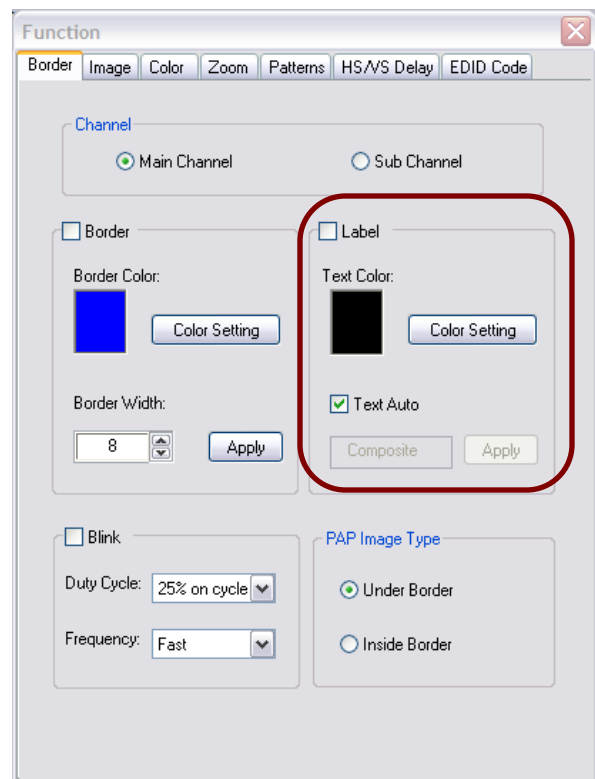 Function
Border Image Color Zoom Patterns HS/VS Delay EDID Code
Channel
Main Channel Sub Channel
Border
Border Color:
Color Setting
Border Width:
8 Apply
Label
Text Color:
Color Setting
Text Auto
Composite Apply
Blink
Duty Cycle: 25% on cycle
Frequency: Fast
PAP Image Type
Under Border
Inside Border